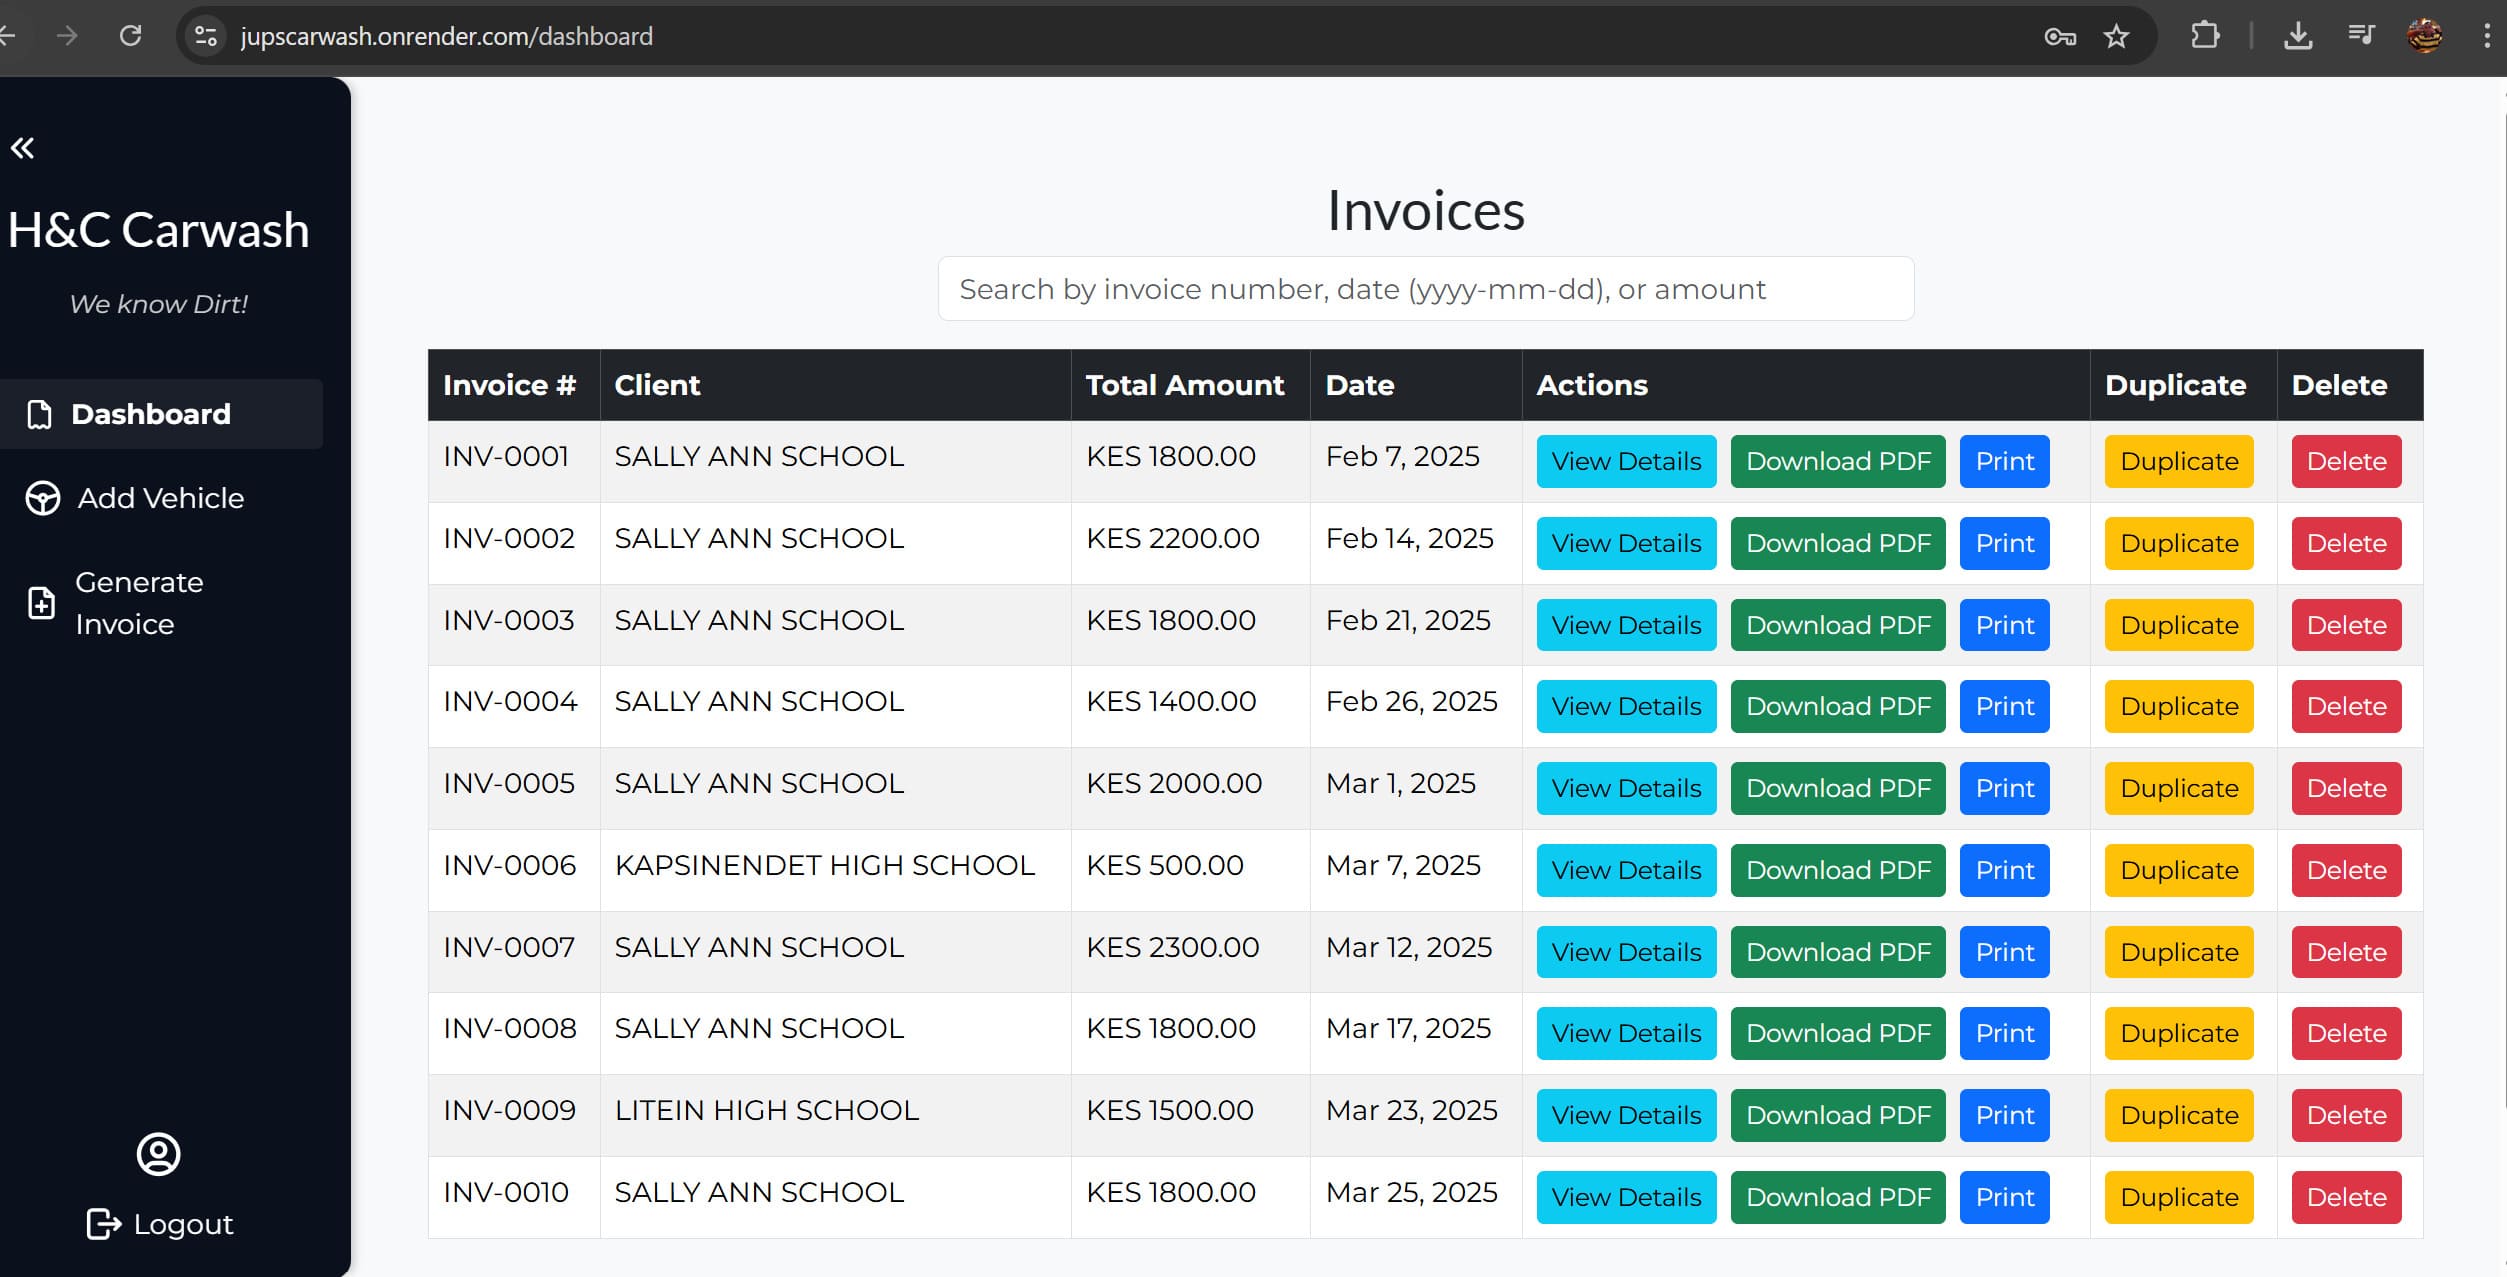 jupscarwash.onrender.com/dashboard
H&C Carwash
We know Dirt!
Dashboard
Add Vehicle
Generate
Invoice
Logout
Invoices
Search by invoice number, date (yyyy-mm-dd), or amount
Invoice # Client Total Amount Date Actions Duplicate Delete
INV-0001 SALLY ANN SCHOOL KES 1800.00 Feb 7, 2025 View Details Download PDF Print Duplicate Delete
INV-0002 SALLY ANN SCHOOL KES 2200.00 Feb 14, 2025 View Details Download PDF Print Duplicate Delete
INV-0003 SALLY ANN SCHOOL KES 1800.00 Feb 21, 2025 View Details Download PDF Print Duplicate Delete
INV-0004 SALLY ANN SCHOOL KES 1400.00 Feb 26, 2025 View Details Download PDF Print Duplicate Delete
INV-0005 SALLY ANN SCHOOL KES 2000.00 Mar 1, 2025 View Details Download PDF Print Duplicate Delete
INV-0006 KAPSINENDET HIGH SCHOOL KES 500.00 Mar 7, 2025 View Details Download PDF Print Duplicate Delete
INV-0007 SALLY ANN SCHOOL KES 2300.00 Mar 12, 2025 View Details Download PDF Print Duplicate Delete
INV-0008 SALLY ANN SCHOOL KES 1800.00 Mar 17, 2025 View Details Download PDF Print Duplicate Delete
INV-0009 LITEIN HIGH SCHOOL KES 1500.00 Mar 23, 2025 View Details Download PDF Print Duplicate Delete
INV-0010 SALLY ANN SCHOOL KES 1800.00 Mar 25, 2025 View Details Download PDF Print Duplicate Delete